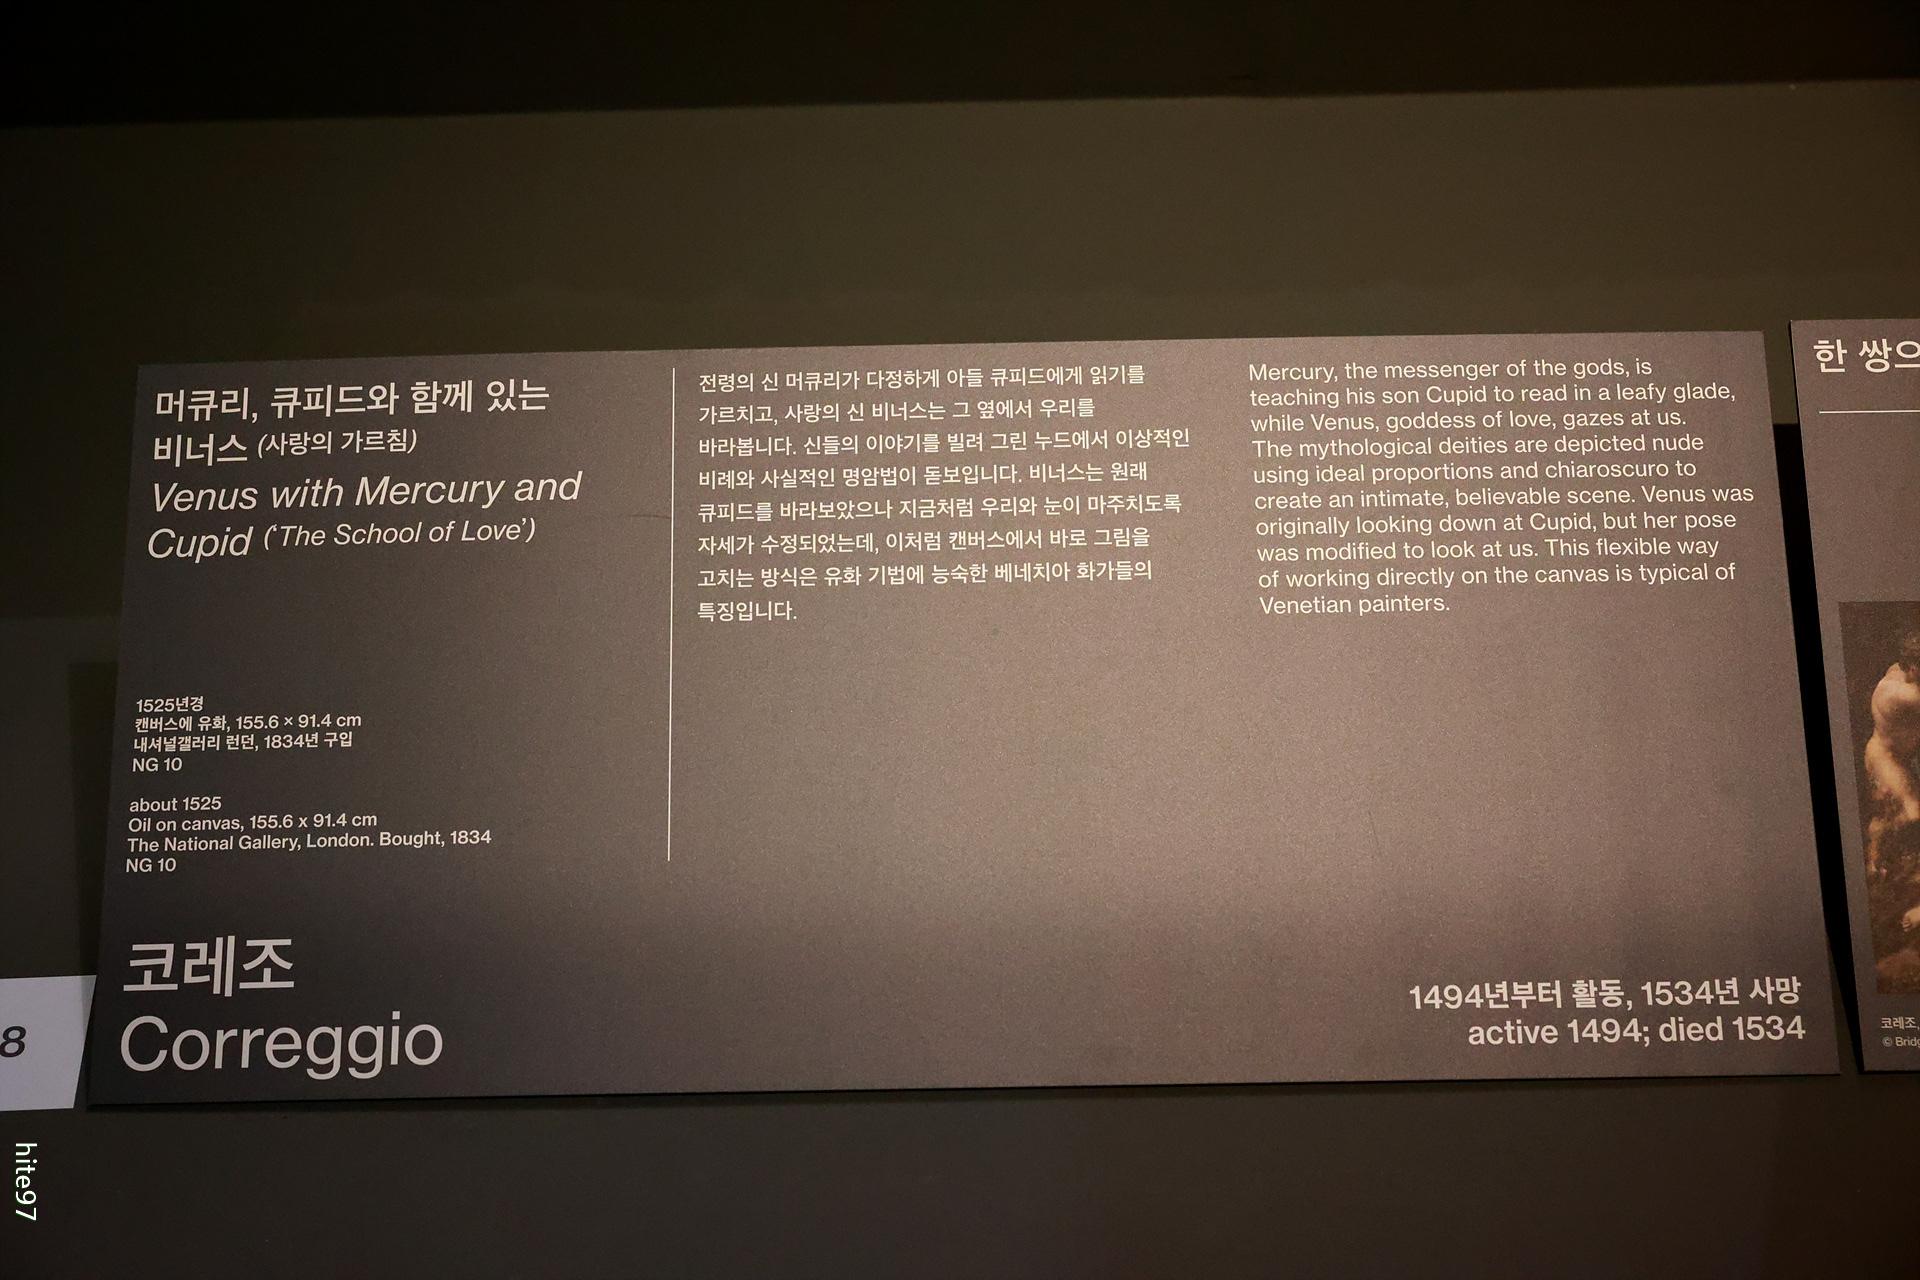 머큐리, 큐피드와 함께 있는
비너스 (사랑의 가르침)
Venus with Mercury and
Cupid (‘The School of Love’)
1525년경
캔버스에 유화, 155.6 × 91.4 cm
내셔널갤러리 런던, 1834년 구입
NG 10
about 1525
Oil on canvas, 155.6 x 91.4 cm
The National Gallery, London. Bought, 1834
NG 10
코레조
Correggio
전령의 신 머큐리가 다정하게 아들 큐피드에게 읽기를
가르치고, 사랑의 신 비너스는 그 옆에서 우리를
바라봅니다. 신들의 이야기를 빌려 그린 누드에서 이상적인
비례와 사실적인 명암법이 돋보입니다. 비너스는 원래
큐피드를 바라보았으나 지금처럼 우리와 눈이 마주치도록
자세가 수정되었는데, 이처럼 캔버스에서 바로 그림을
고치는 방식은 유화 기법에 능숙한 베네치아 화가들의
특징입니다.
Mercury, the messenger of the gods, is
teaching his son Cupid to read in a leafy glade,
while Venus, goddess of love, gazes at us.
The mythological deities are depicted nude
using ideal proportions and chiaroscuro to
create an intimate, believable scene. Venus was
originally looking down at Cupid, but her pose
was modified to look at us. This flexible way
of working directly on the canvas is typical of
Venetian painters.
1494년부터 활동, 1534년 사망
active 1494; died 1534
한 쌍으
코레조,
© Bridg
8
hite97